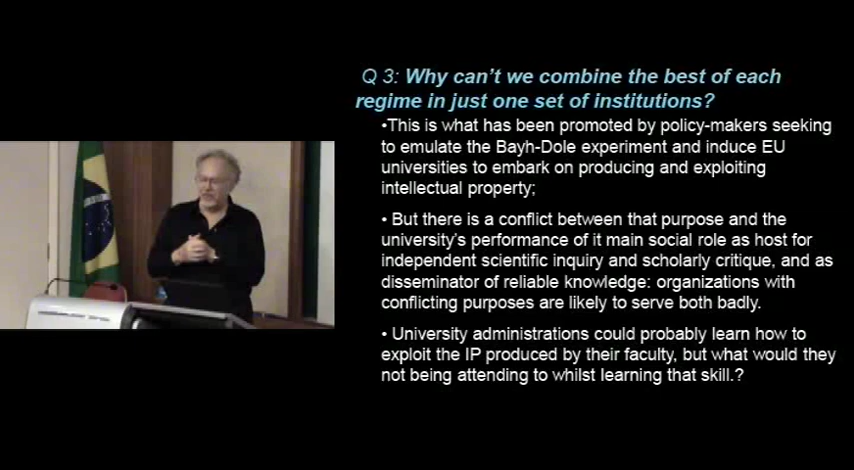 Q 3: Why can't we combine the best of each
regime in just one set of institutions?
•This is what has been promoted by policy-makers seeking
to emulate the Bayh-Dole experiment and induce EU
universities to embark on producing and exploiting
intellectual property;
• But there is a conflict between that purpose and the
university's performance of it main social role as host for
independent scientific inquiry and scholarly critique, and as
disseminator of reliable knowledge: organizations with
conflicting purposes are likely to serve both badly.
• University administrations could probably learn how to
exploit the IP produced by their faculty, but what would they
not being attending to whilst learning that skill.?